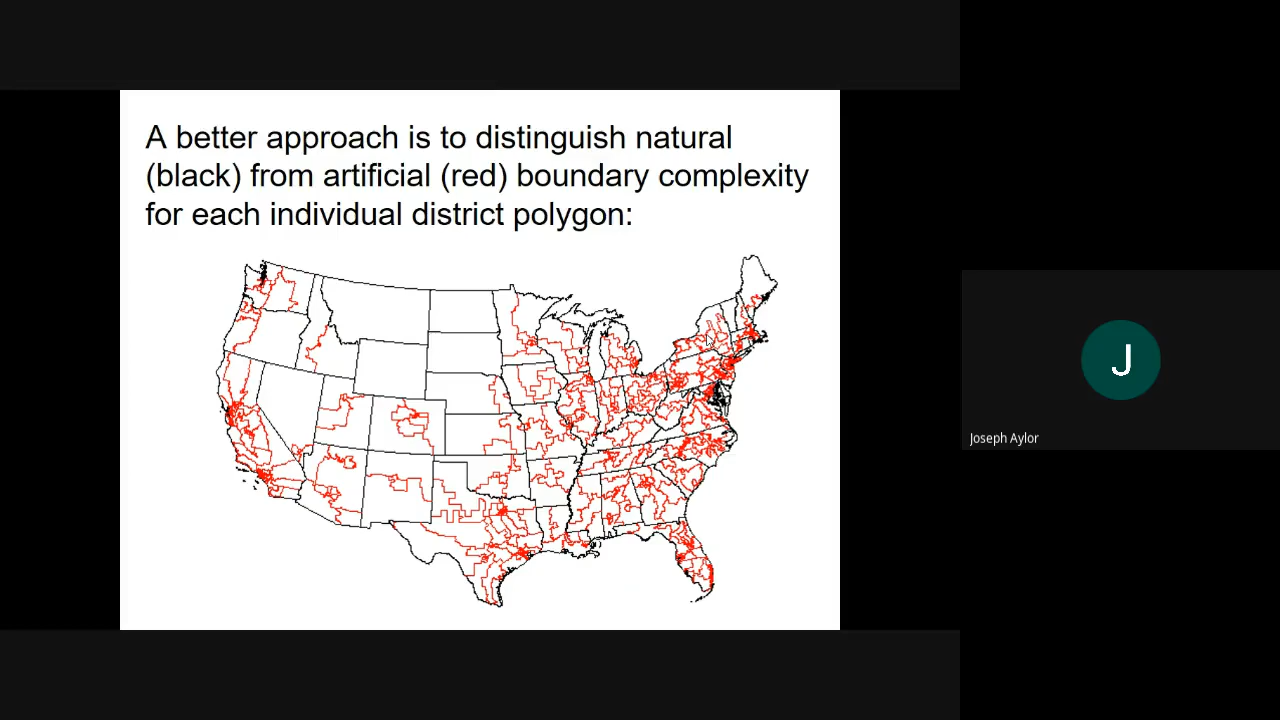 A better approach is to distinguish natural
(black) from artificial (red) boundary complexity
for each individual district polygon:
J
Joseph Aylor